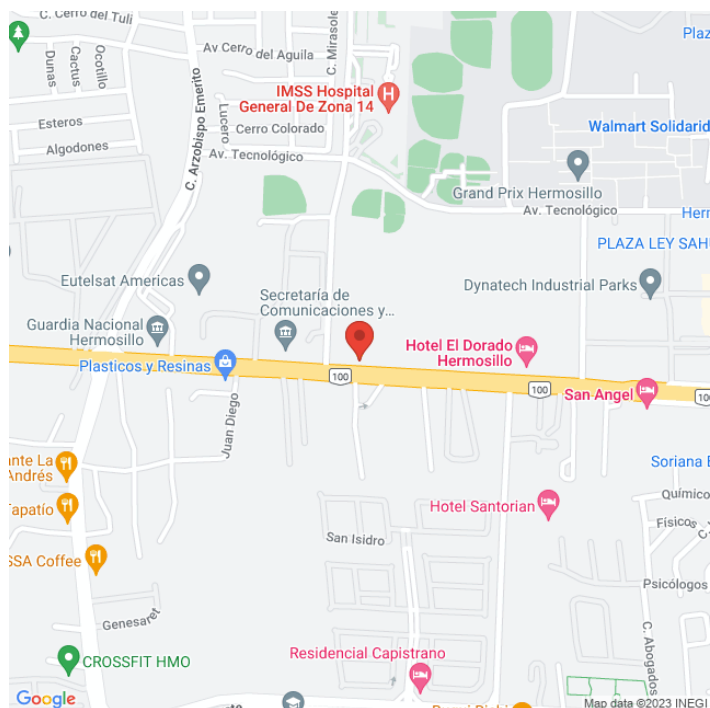 C. Cerro del Tuli
Av Cerro del Aguila
C. Mirasole
Plaz
Dunas
Cactus
Ocotillo
C. Arzobispo Emerito
IMSS Hospital
General De Zona 14
Lucero
Esteros
Cerro Colorado
Walmart Solidarid
Algodones
Av. Tecnológico
Grand Prix Hermosillo
Av. Tecnológico
Herm
PLAZA LEY SAHU
Eutelsat Americas
Dynatech Industrial Parks
Secretaría de
Comunicaciones y...
Guardia Nacional
Hermosillo
Hotel El Dorado
Hermosillo
Plasticos y Resinas
100
100
San Angel
100
Juan Diego
ante La
Andrés
Soriana E
Tapatío
Hotel Santorian
Químico
Físicos
San Isidro
SSA Coffee
Psicólogos
Genesaret
C. Abogados
CROSSFIT HMO
Residencial Capistrano
Google
Map data ©2023 INEGI